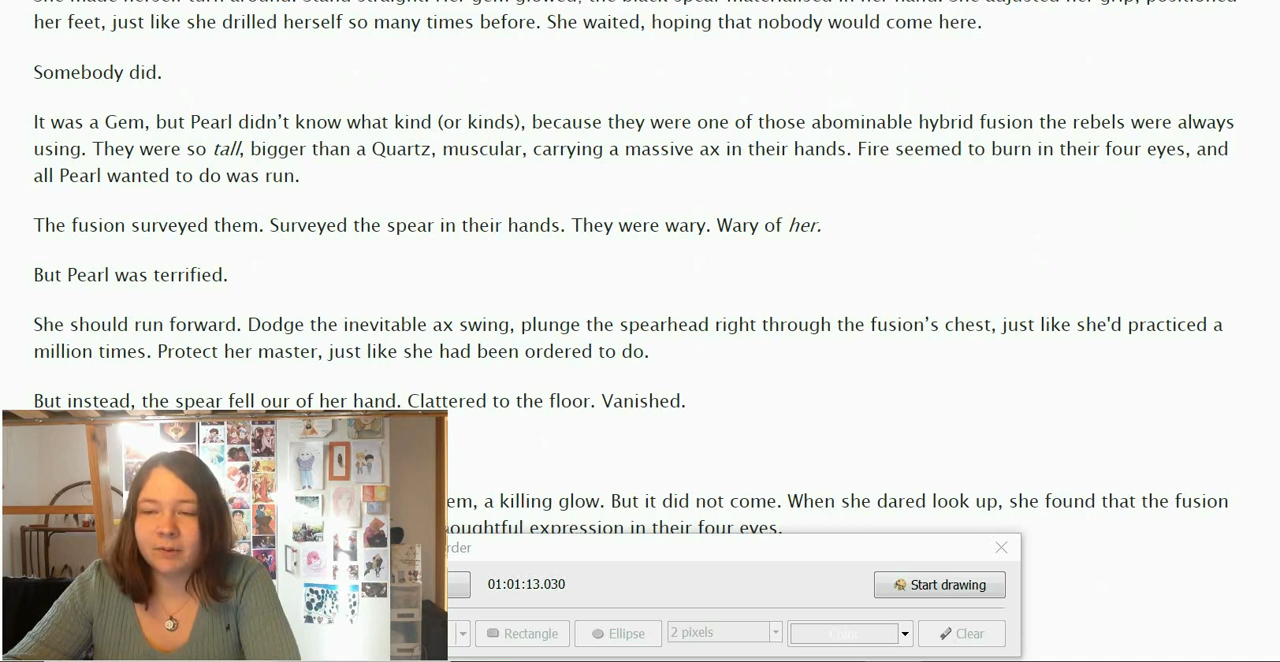 her feet, just like she drilled herself so many times before. She waited, hoping that nobody would come here.
Somebody did.
It was a Gem, but Pearl didn’t know what kind (or kinds), because they were one of those abominable hybrid fusion the rebels were always
using. They were so tall, bigger than a Quartz, muscular, carrying a massive ax in their hands. Fire seemed to burn in their four eyes, and
all Pearl wanted to do was run.
The fusion surveyed them. Surveyed the spear in their hands. They were wary. Wary of her.
But Pearl was terrified.
She should run forward. Dodge the inevitable ax swing, plunge the spearhead right through the fusion’s chest, just like she'd practiced a
million times. Protect her master, just like she had been ordered to do.
But instead, the spear fell our of her hand. Clattered to the floor. Vanished.
em, a killing glow. But it did not come. When she dared look up, she found that the fusion
oughtful expression in their four eyes.
order
01:01:13.030
Start drawing
Rectangle
Ellipse
2 pixels
Clear